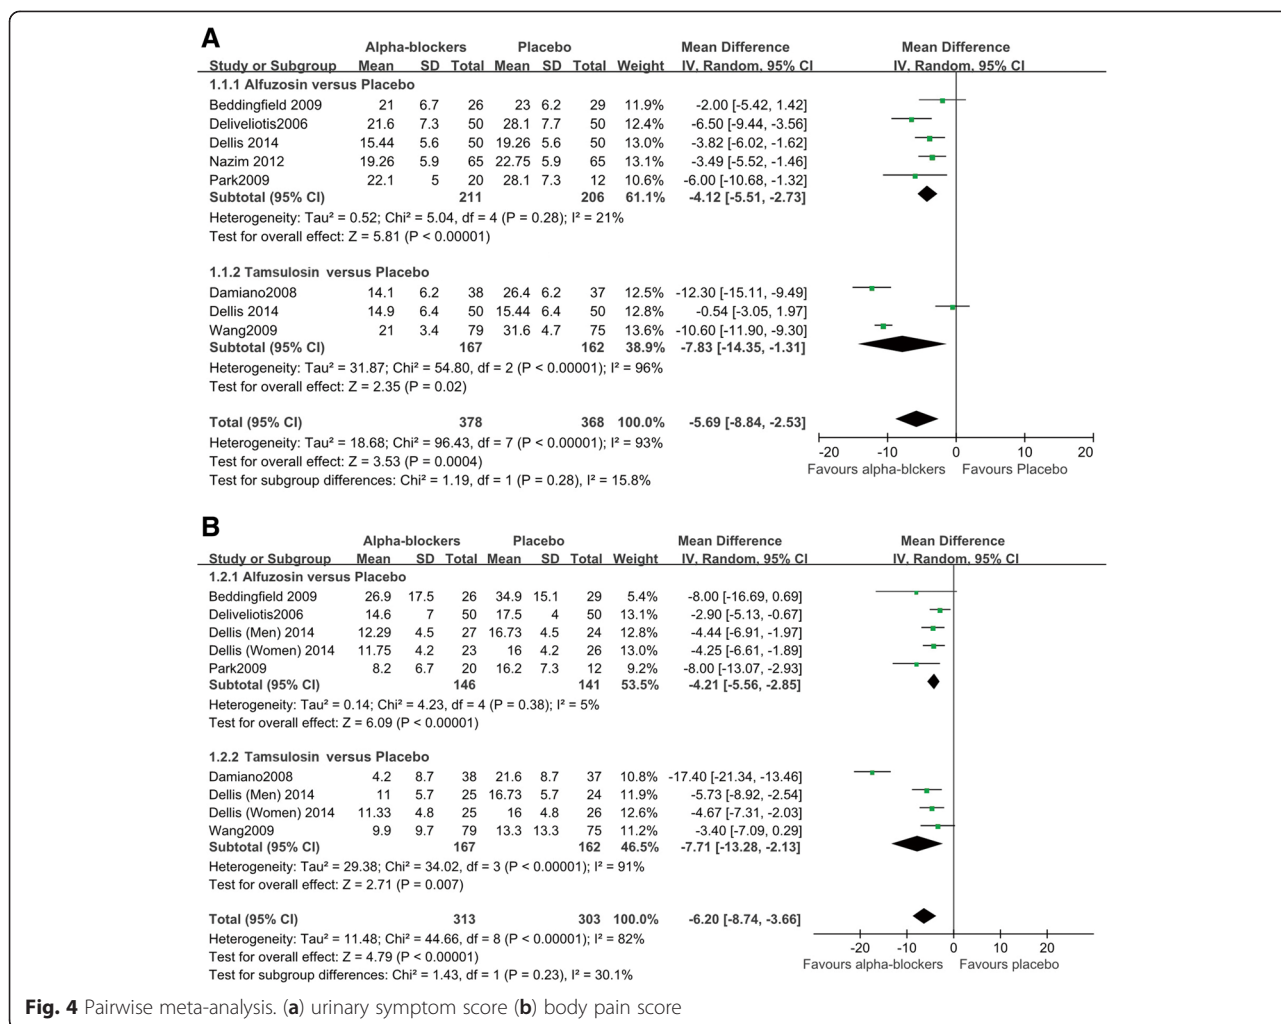 A
Alpha-blockers Placebo Mean Difference Mean Difference
Study or Subgroup Mean SD Total Mean SD Total Weight IV, Random, 95% CI IV, Random, 95% CI
1.1.1 Alfuzosin versus Placebo
Beddingfield 2009 21 6.7 26 23 6.2 29 11.9% -2.00 [-5.42, 1.42]
Deliveliotis2006 21.6 7.3 50 28.1 7.7 50 12.4% -6.50 [-9.44, -3.56]
Dellis 2014 15.44 5.6 50 19.26 5.6 50 13.0% -3.82 [-6.02, -1.62]
Nazim 2012 19.26 5.9 65 22.75 5.9 65 13.1% -3.49 [-5.52, -1.46]
Park2009 22.1 5 20 28.1 7.3 12 10.6% -6.00 [-10.68, -1.32]
Subtotal (95% CI) 211 206 61.1% -4.12 [-5.51, -2.73]
Heterogeneity: Tau² = 0.52; Chi² = 5.04, df = 4 (P = 0.28); I² = 21%
Test for overall effect: Z = 5.81 (P < 0.00001)
1.1.2 Tamsulosin versus Placebo
Damiano2008 14.1 6.2 38 26.4 6.2 37 12.5% -12.30 [-15.11, -9.49]
Dellis 2014 14.9 6.4 50 15.44 6.4 50 12.8% -0.54 [-3.05, 1.97]
Wang2009 21 3.4 79 31.6 4.7 75 13.6% -10.60 [-11.90, -9.30]
Subtotal (95% CI) 167 162 38.9% -7.83 [-14.35, -1.31]
Heterogeneity: Tau² = 31.87; Chi² = 54.80, df = 2 (P < 0.00001); I² = 96%
Test for overall effect: Z = 2.35 (P = 0.02)
Total (95% CI) 378 368 100.0% -5.69 [-8.84, -2.53]
Heterogeneity: Tau² = 18.68; Chi² = 96.43, df = 7 (P < 0.00001); I² = 93%
Test for overall effect: Z = 3.53 (P = 0.0004)
Test for subgroup differences: Chi² = 1.19, df = 1 (P = 0.28), I² = 15.8%
-20 -10 0 10 20
Favours alpha-blckers Favours Placebo
B
Alpha-blockers Placebo Mean Difference Mean Difference
Study or Subgroup Mean SD Total Mean SD Total Weight IV, Random, 95% CI IV, Random, 95% CI
1.2.1 Alfuzosin versus Placebo
Beddingfield 2009 26.9 17.5 26 34.9 15.1 29 5.4% -8.00 [-16.69, 0.69]
Deliveliotis2006 14.6 7 50 17.5 4 50 13.1% -2.90 [-5.13, -0.67]
Dellis (Men) 2014 12.29 4.5 27 16.73 4.5 24 12.8% -4.44 [-6.91, -1.97]
Dellis (Women) 2014 11.75 4.2 23 16 4.2 26 13.0% -4.25 [-6.61, -1.89]
Park2009 8.2 6.7 20 16.2 7.3 12 9.2% -8.00 [-13.07, -2.93]
Subtotal (95% CI) 146 141 53.5% -4.21 [-5.56, -2.85]
Heterogeneity: Tau² = 0.14; Chi² = 4.23, df = 4 (P = 0.38); I² = 5%
Test for overall effect: Z = 6.09 (P < 0.00001)
1.2.2 Tamsulosin versus Placebo
Damiano2008 4.2 8.7 38 21.6 8.7 37 10.8% -17.40 [-21.34, -13.46]
Dellis (Men) 2014 11 5.7 25 16.73 5.7 24 11.9% -5.73 [-8.92, -2.54]
Dellis (Women) 2014 11.33 4.8 25 16 4.8 26 12.6% -4.67 [-7.31, -2.03]
Wang2009 9.9 9.7 79 13.3 13.3 75 11.2% -3.40 [-7.09, 0.29]
Subtotal (95% CI) 167 162 46.5% -7.71 [-13.28, -2.13]
Heterogeneity: Tau² = 29.38; Chi² = 34.02, df = 3 (P < 0.00001); I² = 91%
Test for overall effect: Z = 2.71 (P = 0.007)
Total (95% CI) 313 303 100.0% -6.20 [-8.74, -3.66]
Heterogeneity: Tau² = 11.48; Chi² = 44.66, df = 8 (P < 0.00001); I² = 82%
Test for overall effect: Z = 4.79 (P < 0.00001)
Test for subgroup differences: Chi² = 1.43, df = 1 (P = 0.23), I² = 30.1%
-20 -10 0 10 20
Favours alpha-blockers Favours placebo
Fig. 4 Pairwise meta-analysis. (a) urinary symptom score (b) body pain score